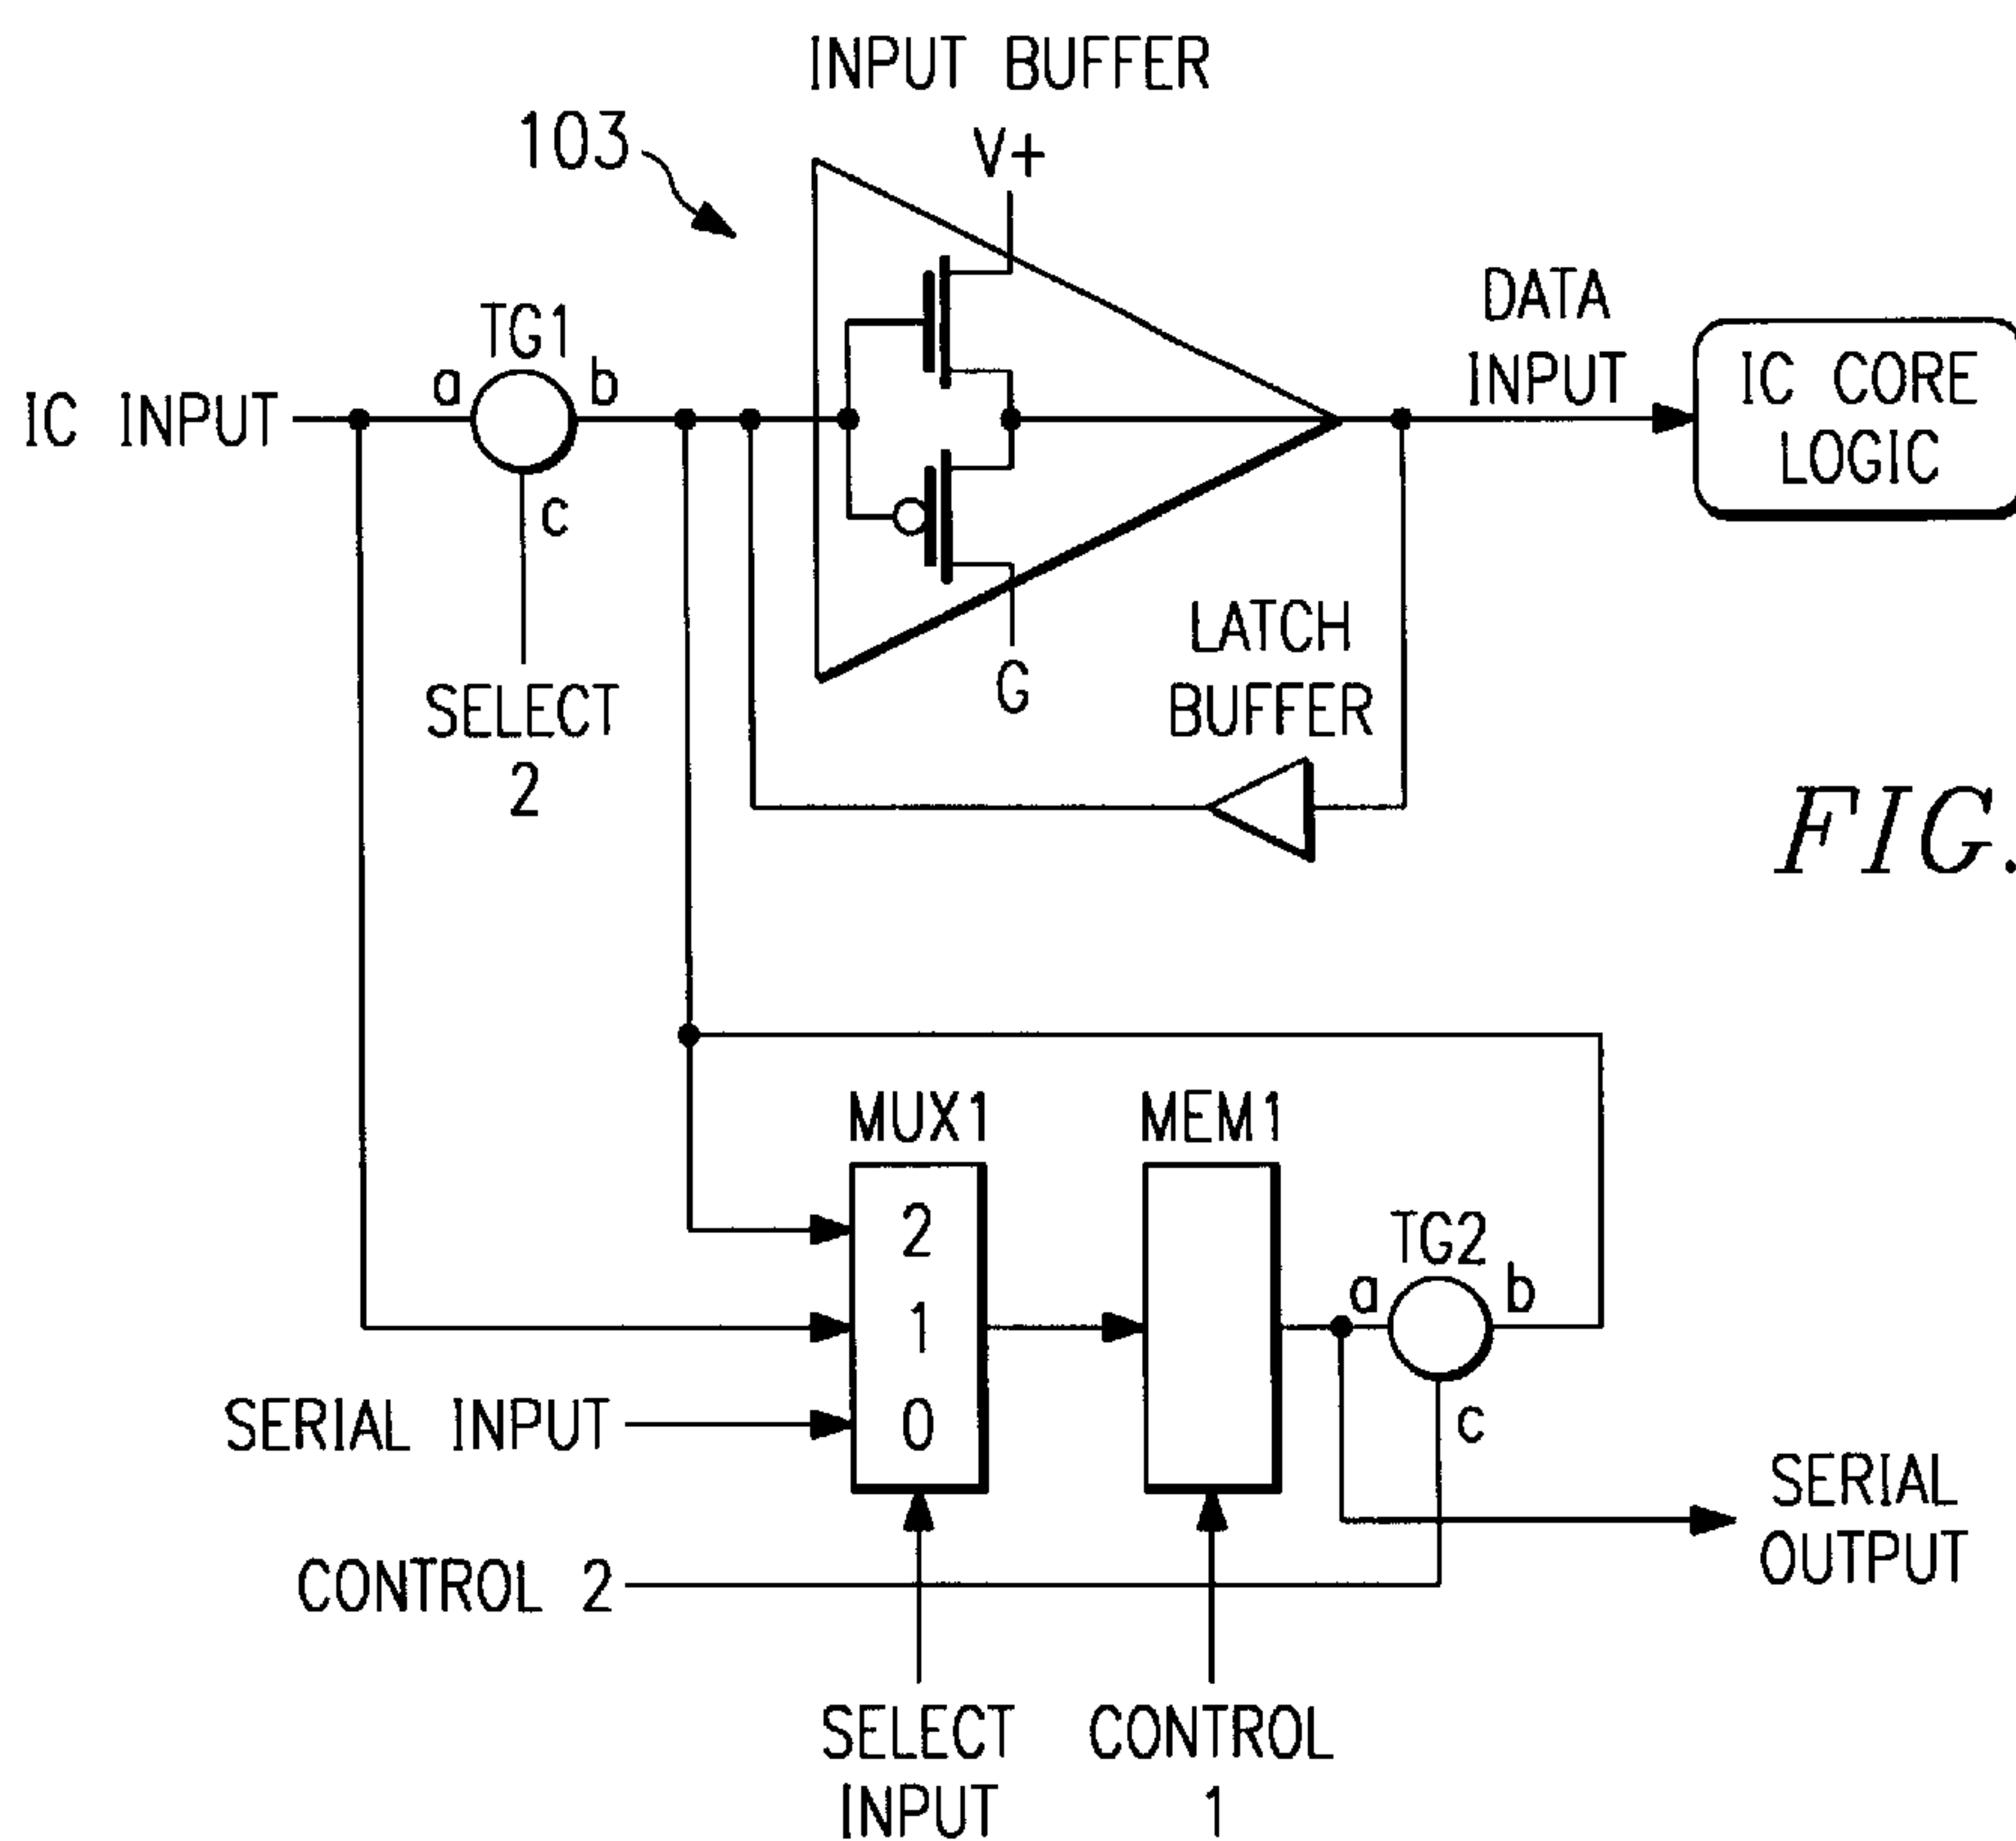 INPUT BUFFER
103
V+
TG1
a
b
c
IC INPUT
SELECT
2
G
DATA
INPUT
IC CORE
LOGIC
LATCH
BUFFER
FIG.
MUX1
2
1
0
MEM1
TG2
a
b
c
SERIAL INPUT
CONTROL 2
SERIAL
OUTPUT
SELECT
INPUT
CONTROL
1